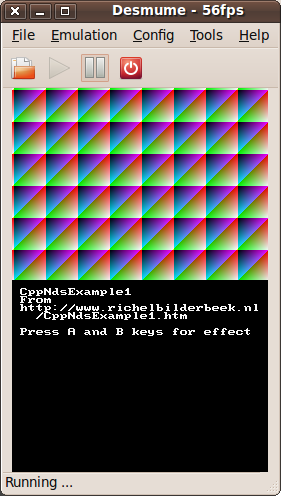 Desmume - 56fps
File Emulation Config Tools Help
CppNdsExample1
From
http://www.richelbilderbeek.nl
/CppNdsExample1.htm
Press A and B keys for effect
Running ...